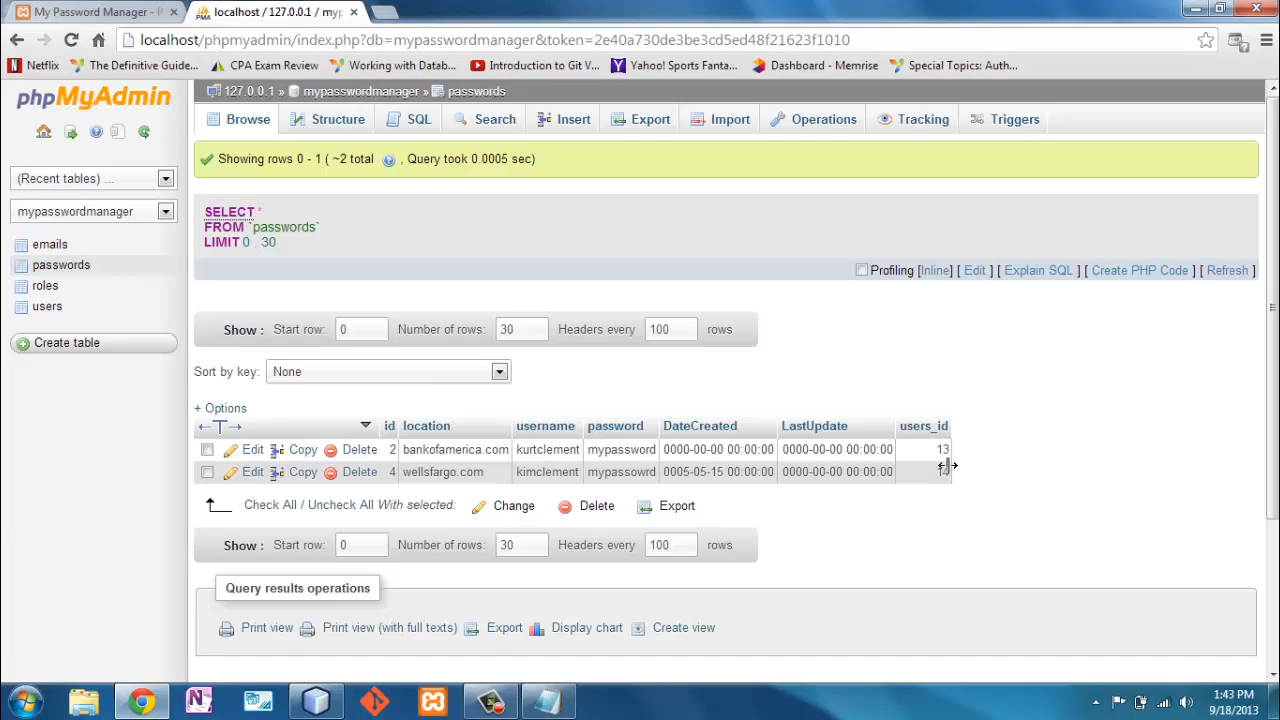 My Password Manager - P
localhost / 127.0.0.1 / myp
localhost/phpmyadmin/index.php?db=mypasswordmanager&token=2e40a730de3be3cd5ed48f21623f1010
Netflix The Definitive Guide... CPA Exam Review Working with Datab... Introduction to Git V... Yahoo! Sports Fanta... Dashboard - Memrise Special Topics: Auth...
phpMyAdmin
127.0.0.1 » mypasswordmanager » passwords
Browse Structure SQL Search Insert Export Import Operations Tracking Triggers
Showing rows 0 - 1 ( ~2 total , Query took 0.0005 sec)
(Recent tables) ...
mypasswordmanager
emails
passwords
roles
users
Create table
SELECT *
FROM `passwords`
LIMIT 0 , 30
Profiling [Inline] [ Edit ] [ Explain SQL ] [ Create PHP Code ] [ Refresh ]
Show : Start row: 0 Number of rows: 30 Headers every 100 rows
Sort by key: None
+ Options
id location username password DateCreated LastUpdate users_id
Edit Copy Delete 2 bankofamerica.com kurtclement mypassword 0000-00-00 00:00:00 0000-00-00 00:00:00 13
Edit Copy Delete 4 wellsfargo.com kimclement mypassowrd 0005-05-15 00:00:00 0000-00-00 00:00:00
Check All / Uncheck All With selected: Change Delete Export
Show : Start row: 0 Number of rows: 30 Headers every 100 rows
Query results operations
Print view Print view (with full texts) Export Display chart Create view
1:43 PM
9/18/2013